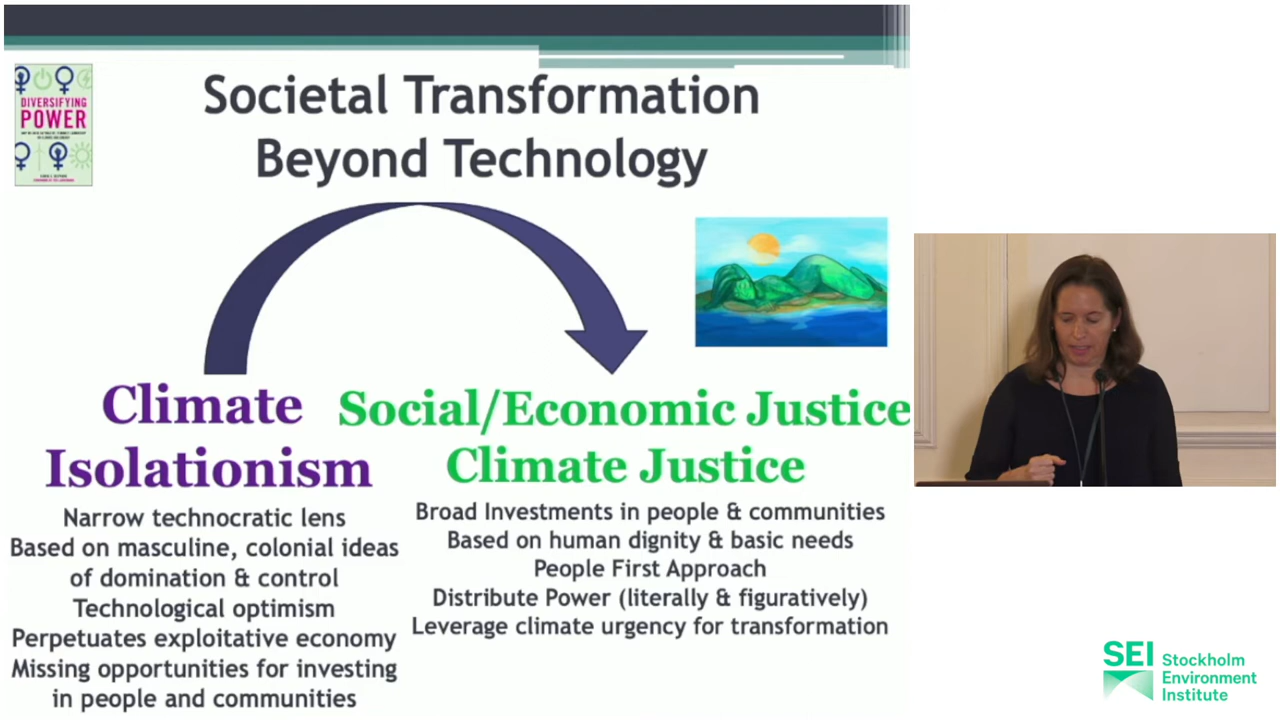 DIVERSIFYING
POWER
Societal Transformation
Beyond Technology
Climate
Isolationism
Narrow technocratic lens
Based on masculine, colonial ideas
of domination & control
Technological optimism
Perpetuates exploitative economy
Missing opportunities for investing
in people and communities
Social/Economic Justice
Climate Justice
Broad Investments in people & communities
Based on human dignity & basic needs
People First Approach
Distribute Power (literally & figuratively)
Leverage climate urgency for transformation
SEI Stockholm
Environment
Institute